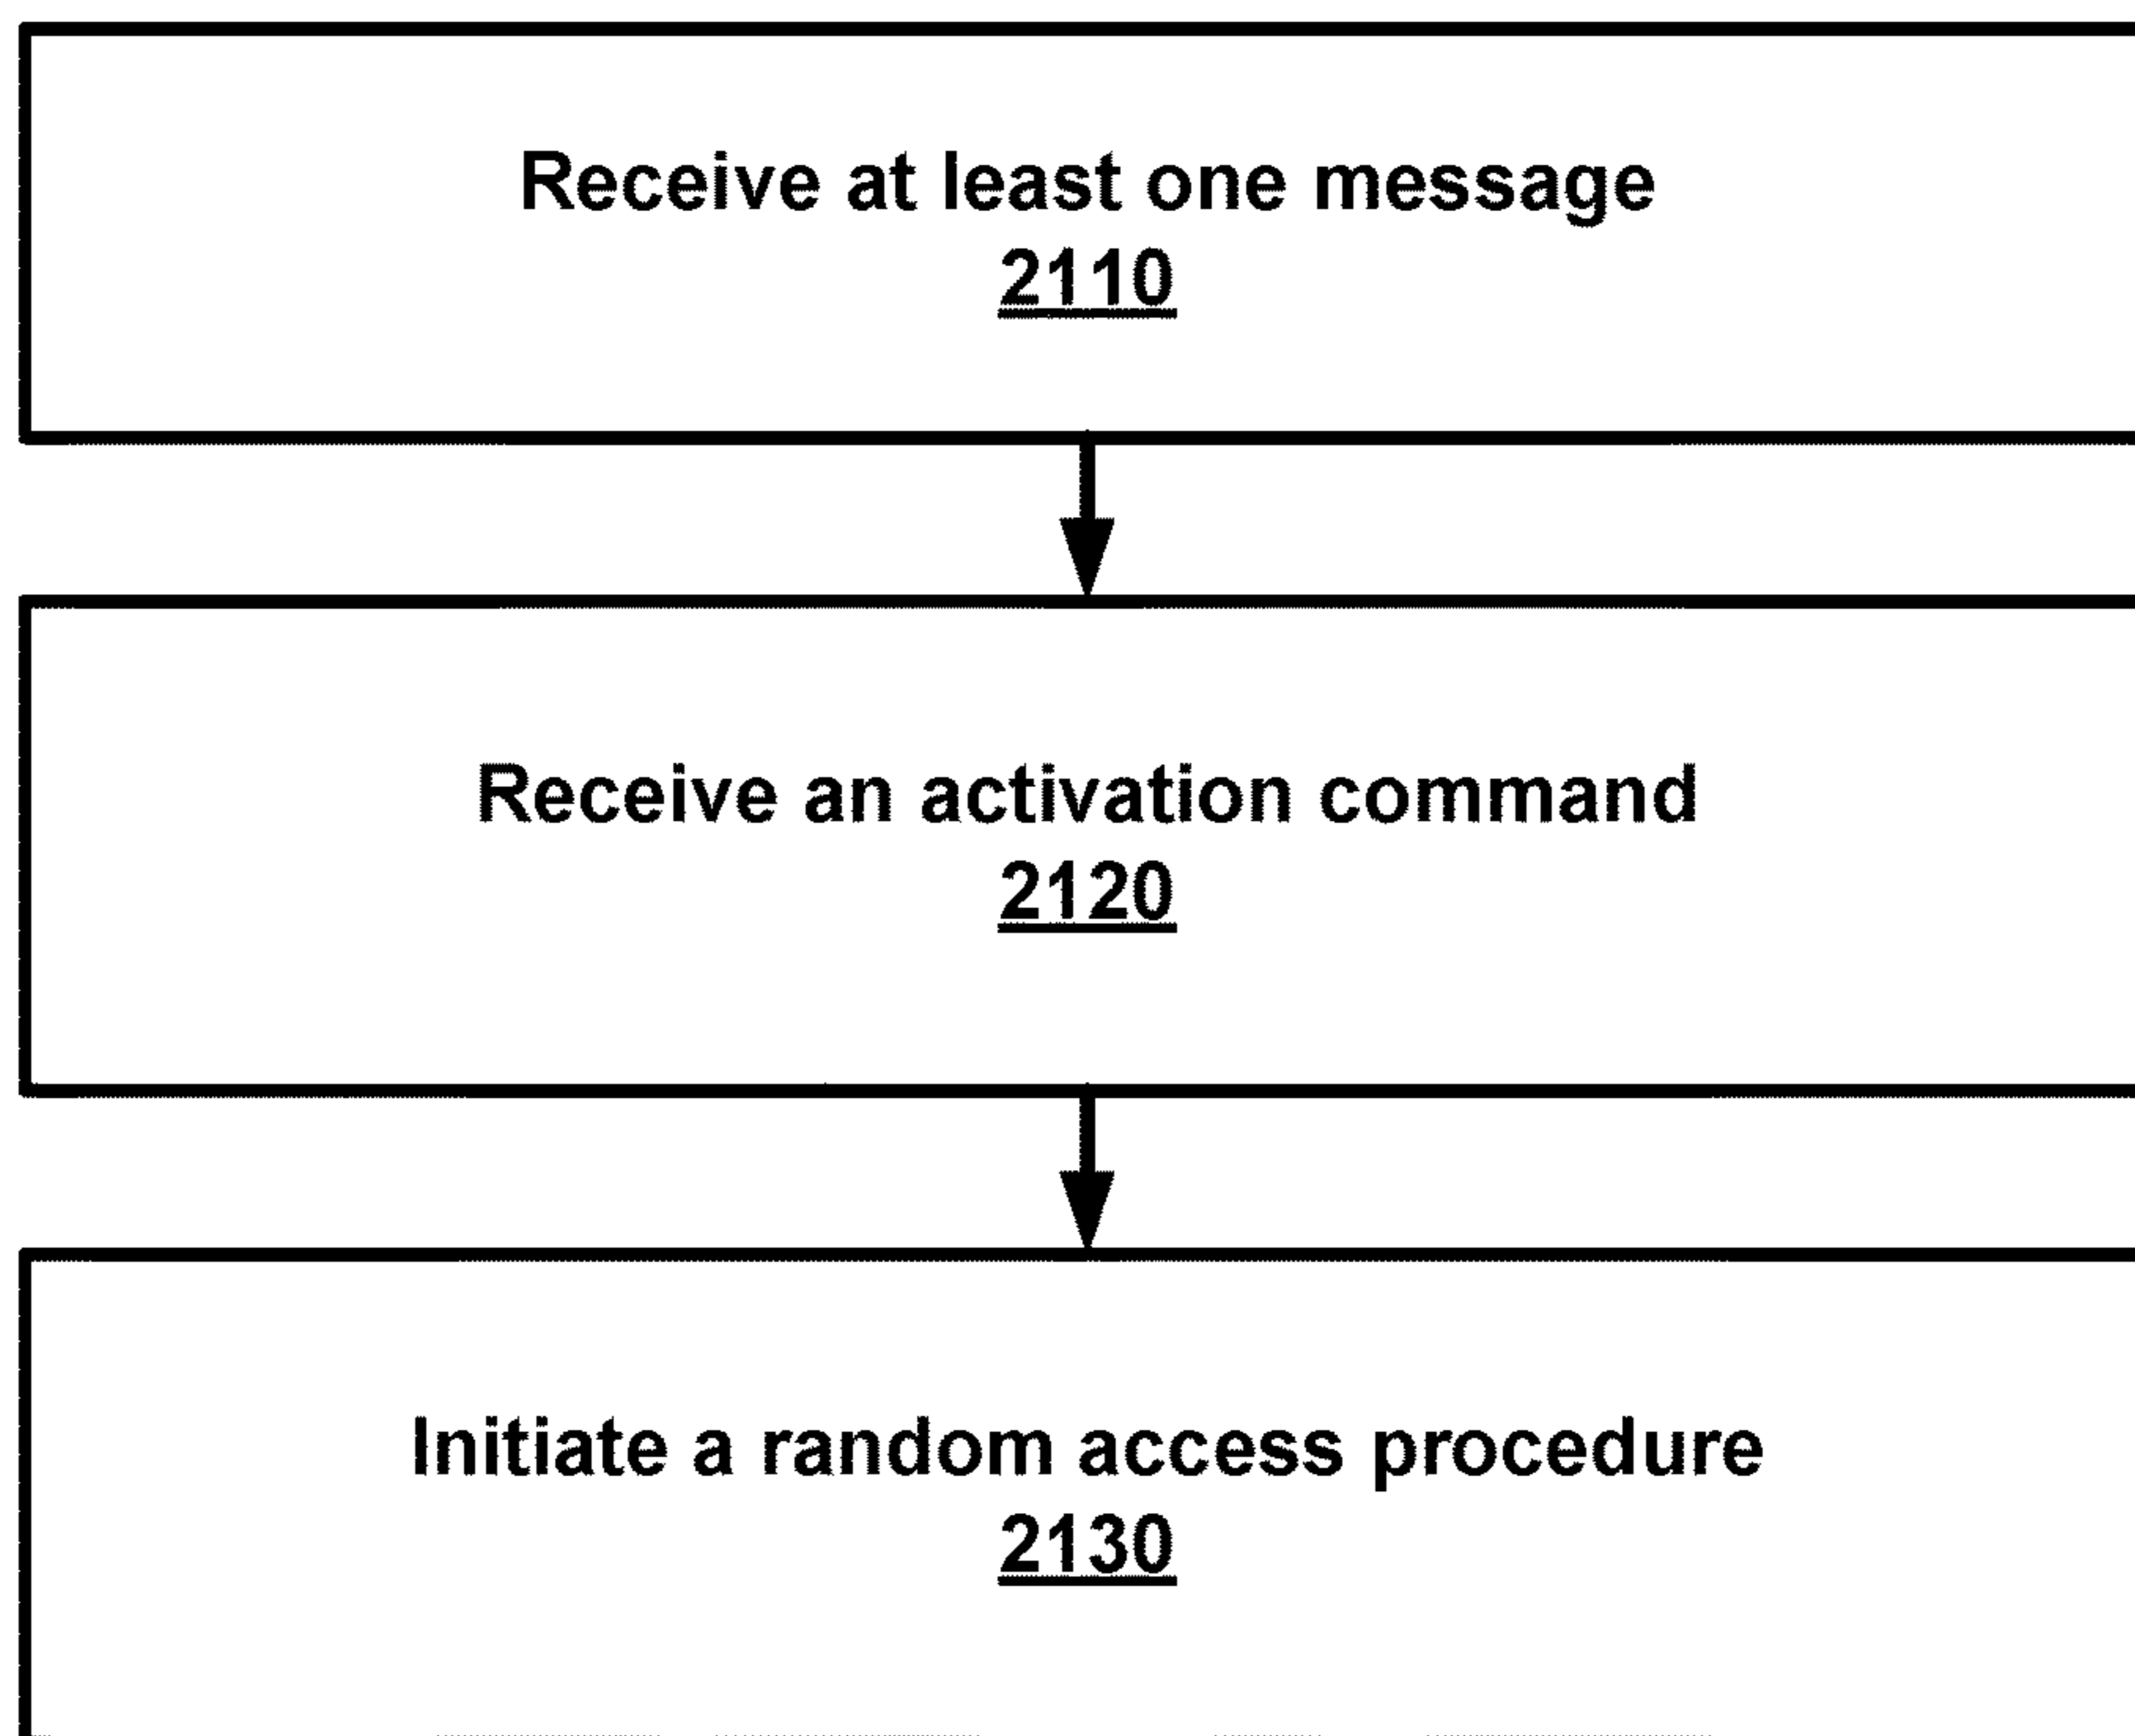 Receive at least one message
2110
Receive an activation command
2120
Initiate a random access procedure
2130